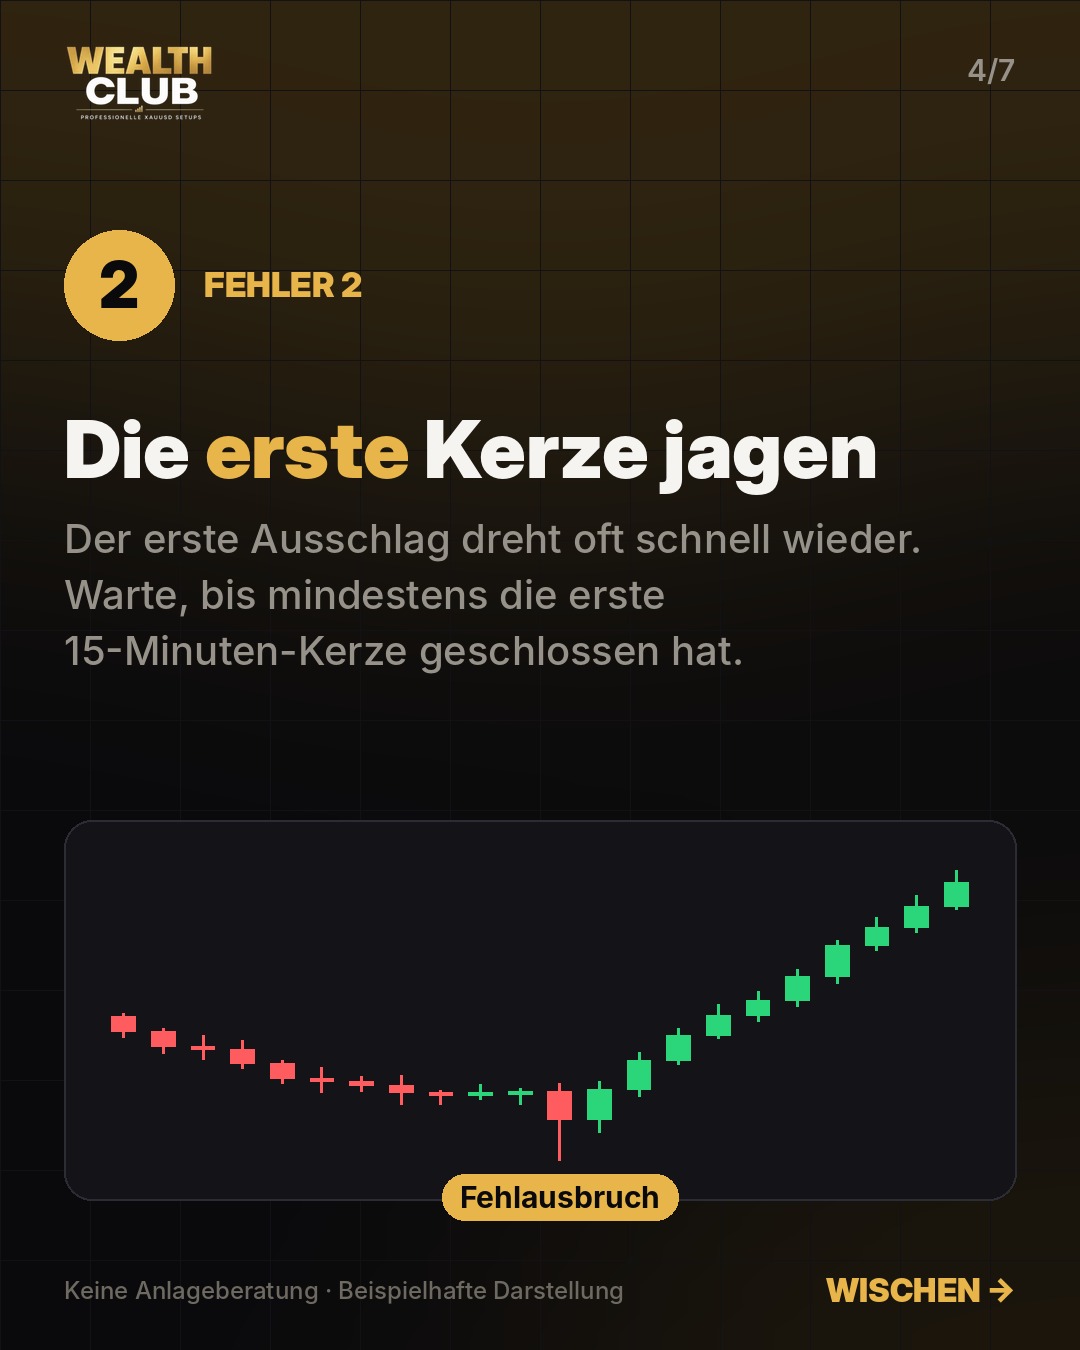 WEALTH
CLUB
PROFESSIONELLE XAUUSD SETUPS
4/7
2
FEHLER 2
Die erste Kerze jagen
Der erste Ausschlag dreht oft schnell wieder.
Warte, bis mindestens die erste
15-Minuten-Kerze geschlossen hat.
Fehlausbruch
Keine Anlageberatung · Beispielhafte Darstellung
WISCHEN →